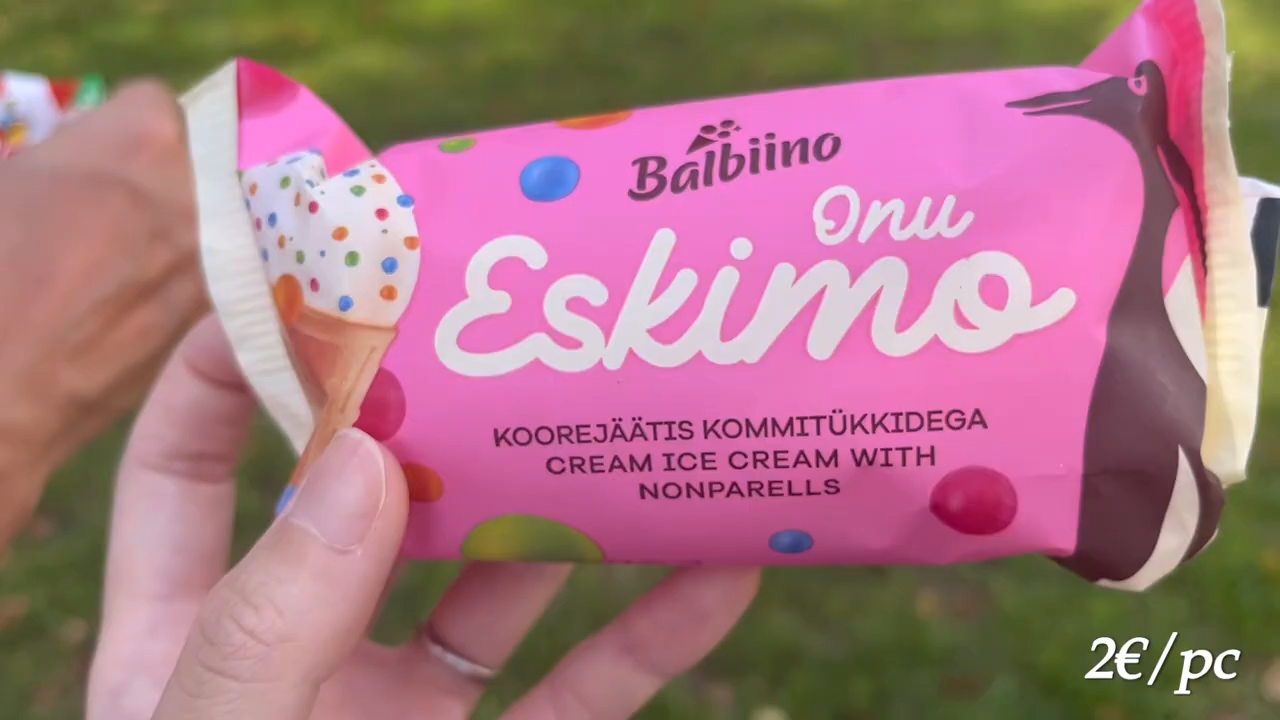 Balbiino
Onu
Eskimo
KOOREJÄÄTIS KOMMITÜKKIDEGA
CREAM ICE CREAM WITH
NONPARELLS
2€/pc